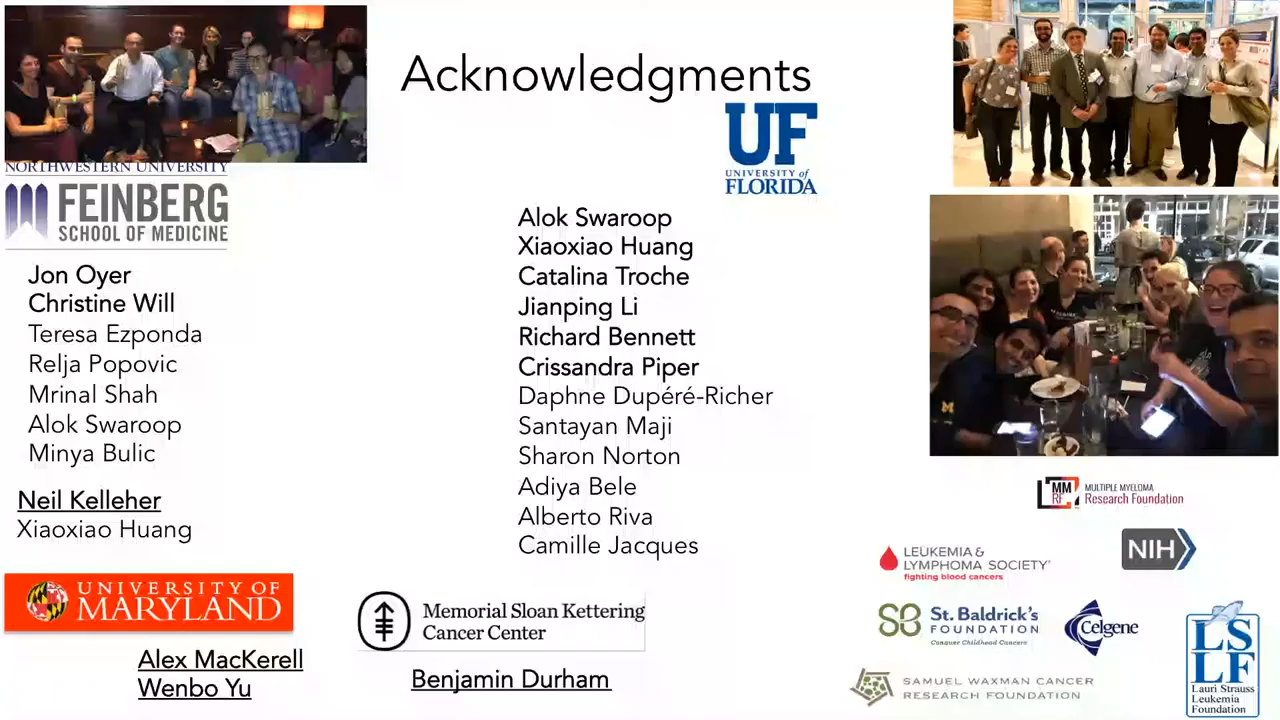 Acknowledgments
NORTHWESTERN UNIVERSITY
FEINBERG
SCHOOL OF MEDICINE
Jon Oyer
Christine Will
Teresa Ezponda
Relja Popovic
Mrinal Shah
Alok Swaroop
Minya Bulic
Neil Kelleher
Xiaoxiao Huang
UNIVERSITY OF
MARYLAND
Alex MacKerell
Wenbo Yu
UF
UNIVERSITY of
FLORIDA
Alok Swaroop
Xiaoxiao Huang
Catalina Troche
Jianping Li
Richard Bennett
Crissandra Piper
Daphne Dupéré-Richer
Santayan Maji
Sharon Norton
Adiya Bele
Alberto Riva
Camille Jacques
Memorial Sloan Kettering
Cancer Center
Benjamin Durham
MM
RF
MULTIPLE MYELOMA
Research Foundation
NIH
LEUKEMIA &
LYMPHOMA SOCIETY®
fighting blood cancers
St. Baldrick's
FOUNDATION
Conquer Childhood Cancers
Celgene
SAMUEL WAXMAN CANCER
RESEARCH FOUNDATION
LS
LF
Lauri Strauss
Leukemia
Foundation